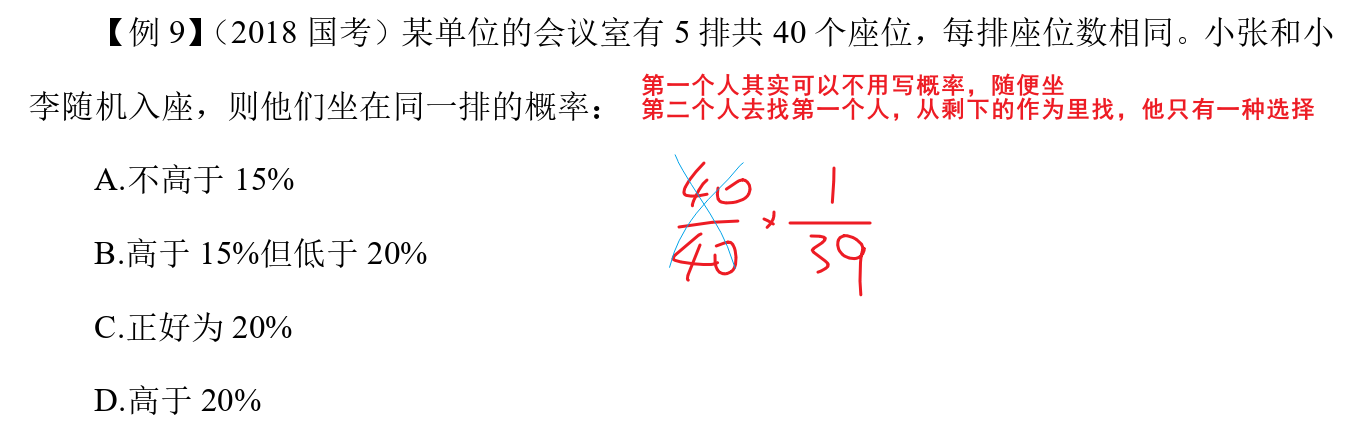 【例 9】（2018 国考）某单位的会议室有 5 排共 40 个座位，每排座位数相同。小张和小
李随机入座，则他们坐在同一排的概率：
第一个人其实可以不用写概率，随便坐
第二个人去找第一个人，从剩下的作为里找，他只有一种选择
A.不高于 15%
B.高于 15%但低于 20%
C.正好为 20%
D.高于 20%
40/40 × 1/39